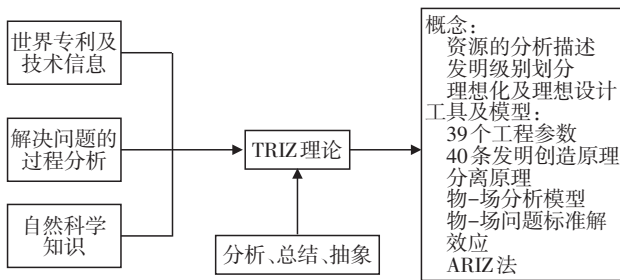 世界专利及
技术信息
解决问题的
过程分析
自然科学
知识
TRIZ理论
分析、总结、抽象
概念：
资源的分析描述
发明级别划分
理想化及理想设计
工具及模型：
39个工程参数
40条发明创造原理
分离原理
物-场分析模型
物-场问题标准解
效应
ARIZ法